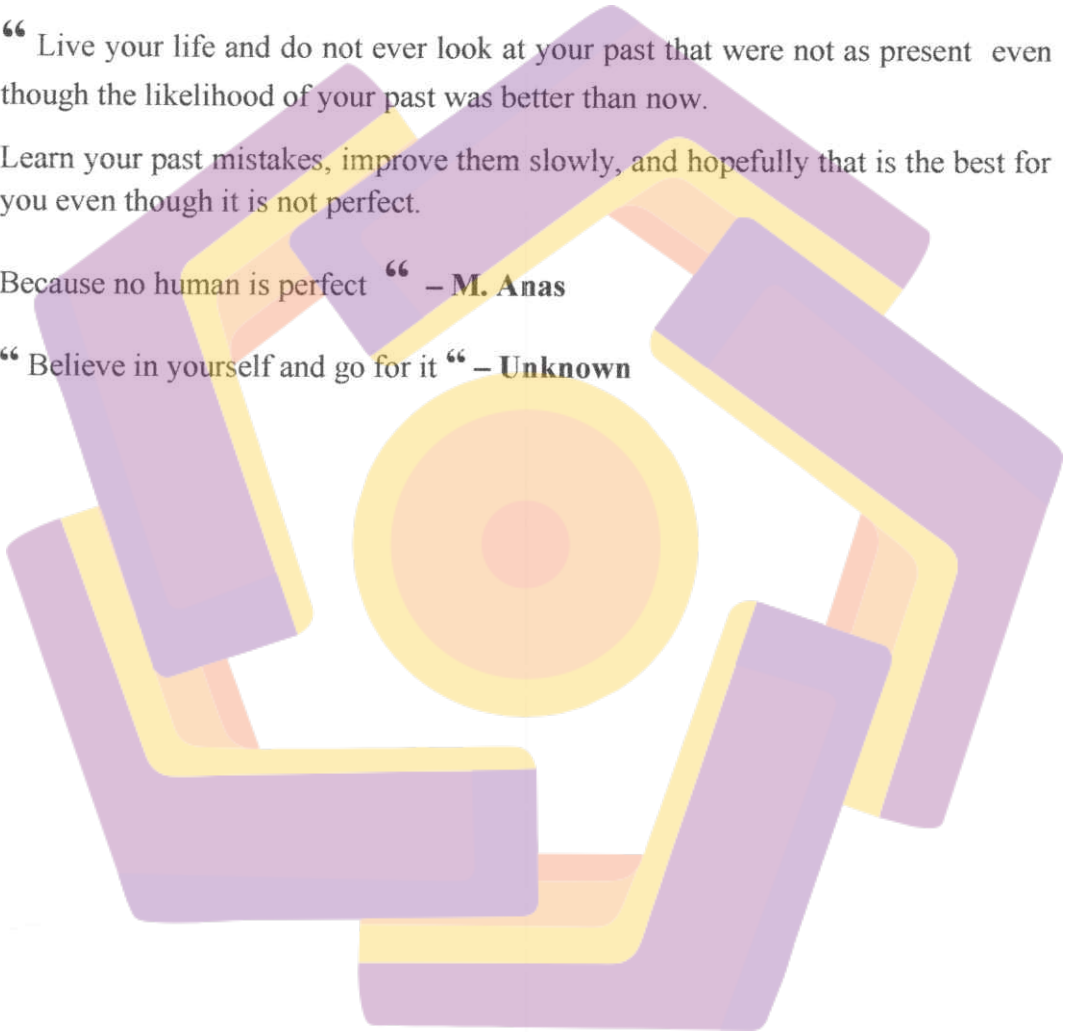 “ Live your life and do not ever look at your past that were not as present even
though the likelihood of your past was better than now.
Learn your past mistakes, improve them slowly, and hopefully that is the best for
you even though it is not perfect.
Because no human is perfect “ – M. Anas
“ Believe in yourself and go for it “ – Unknown